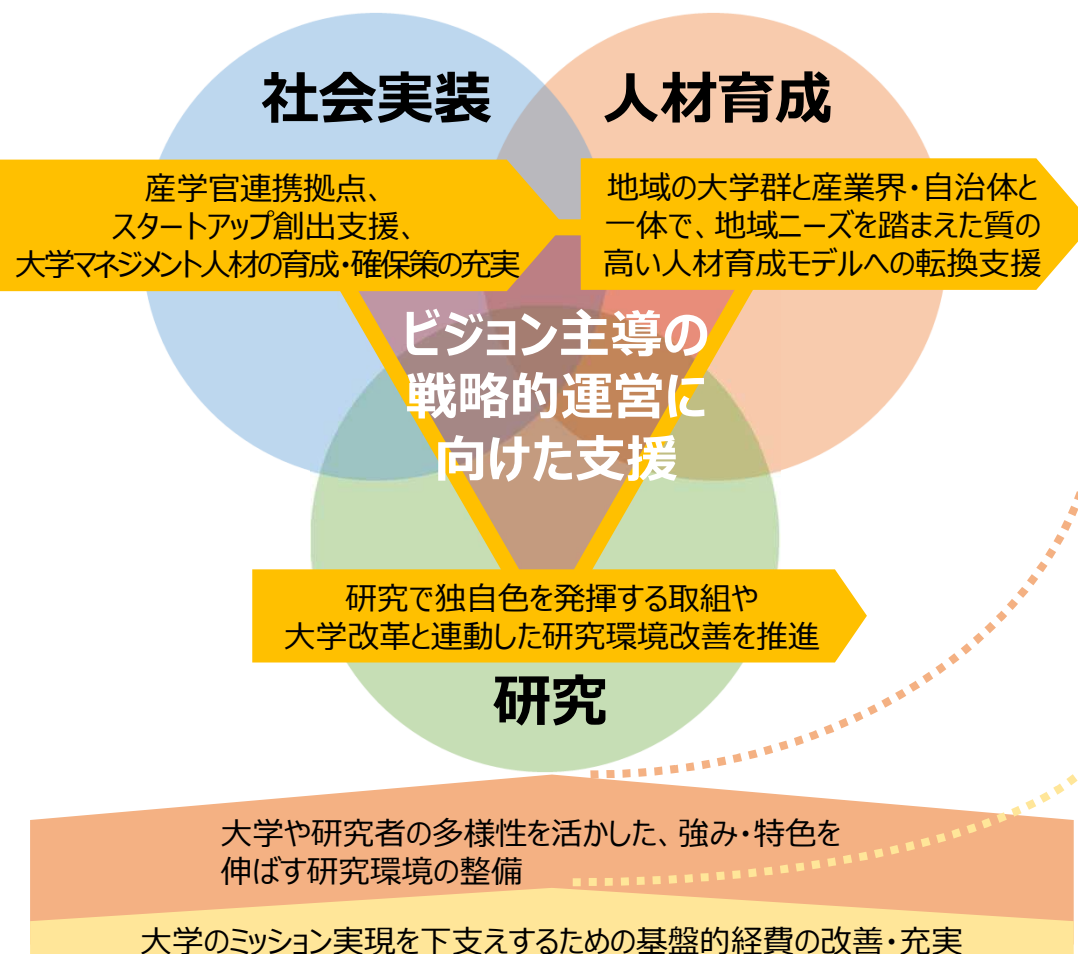 社会実装
人材育成
産学官連携拠点、
スタートアップ創出支援、
大学マネジメント人材の育成・確保策の充実
地域の大学群と産業界・自治体と
一体で、地域ニーズを踏まえた質の
高い人材育成モデルへの転換支援
ビジョン主導の
戦略的運営に
向けた支援
研究で独自色を発揮する取組や
大学改革と連動した研究環境改善を推進
研究
大学や研究者の多様性を活かした、強み・特色を
伸ばす研究環境の整備
大学のミッション実現を下支えするための基盤的経費の改善・充実